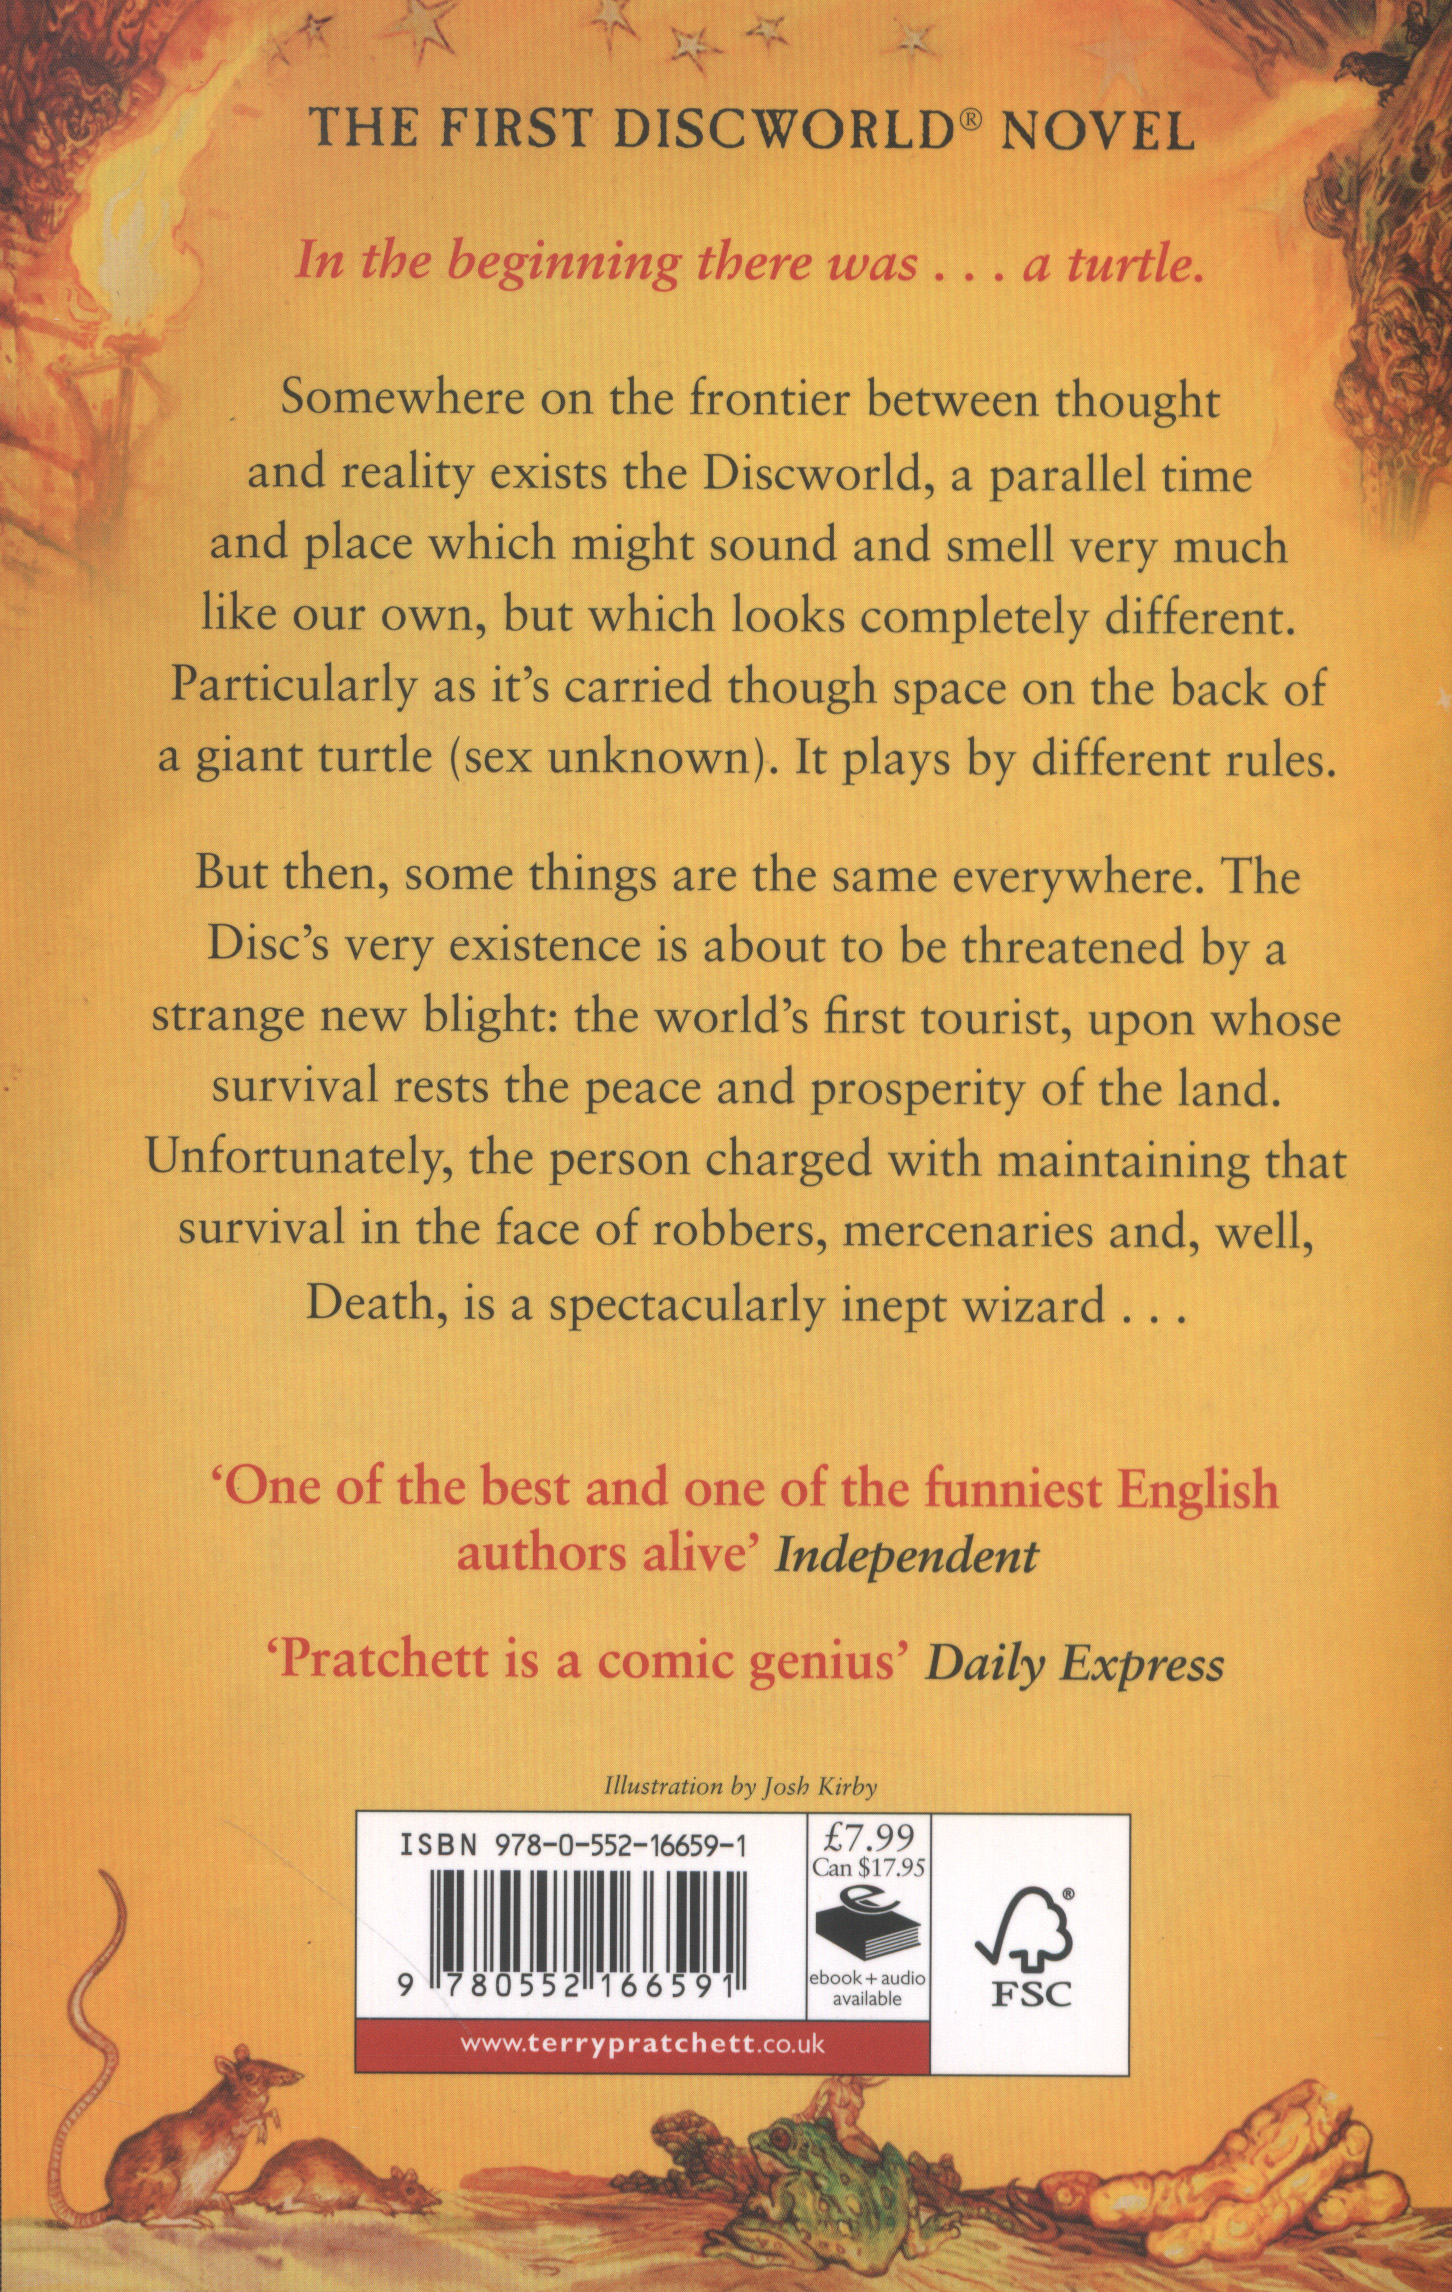 THE FIRST DISCWORLD® NOVEL
In the beginning there was . . . a turtle.
Somewhere on the frontier between thought
and reality exists the Discworld, a parallel time
and place which might sound and smell very much
like our own, but which looks completely different.
Particularly as it’s carried though space on the back of
a giant turtle (sex unknown). It plays by different rules.
But then, some things are the same everywhere. The
Disc’s very existence is about to be threatened by a
strange new blight: the world’s first tourist, upon whose
survival rests the peace and prosperity of the land.
Unfortunately, the person charged with maintaining that
survival in the face of robbers, mercenaries and, well,
Death, is a spectacularly inept wizard . . .
‘One of the best and one of the funniest English
authors alive’ Independent
‘Pratchett is a comic genius’ Daily Express
Illustration by Josh Kirby
ISBN 978-0-552-16659-1
9 780552 166591
£7.99
Can $17.95
e
ebook+audio
available
® 
FSC
www.terrypratchett.co.uk